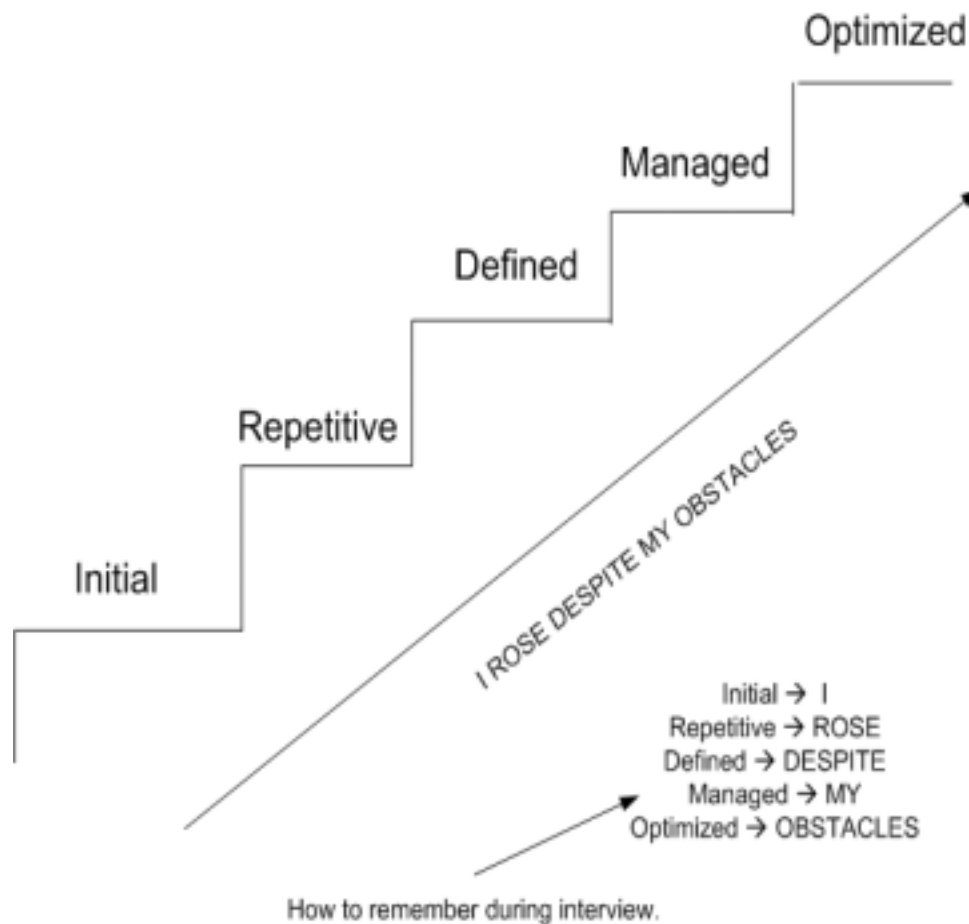 Optimized
Managed
Defined
Repetitive
Initial
I ROSE DESPITE MY OBSTACLES
Initial → I
Repetitive → ROSE
Defined → DESPITE
Managed → MY
Optimized → OBSTACLES
How to remember during interview.